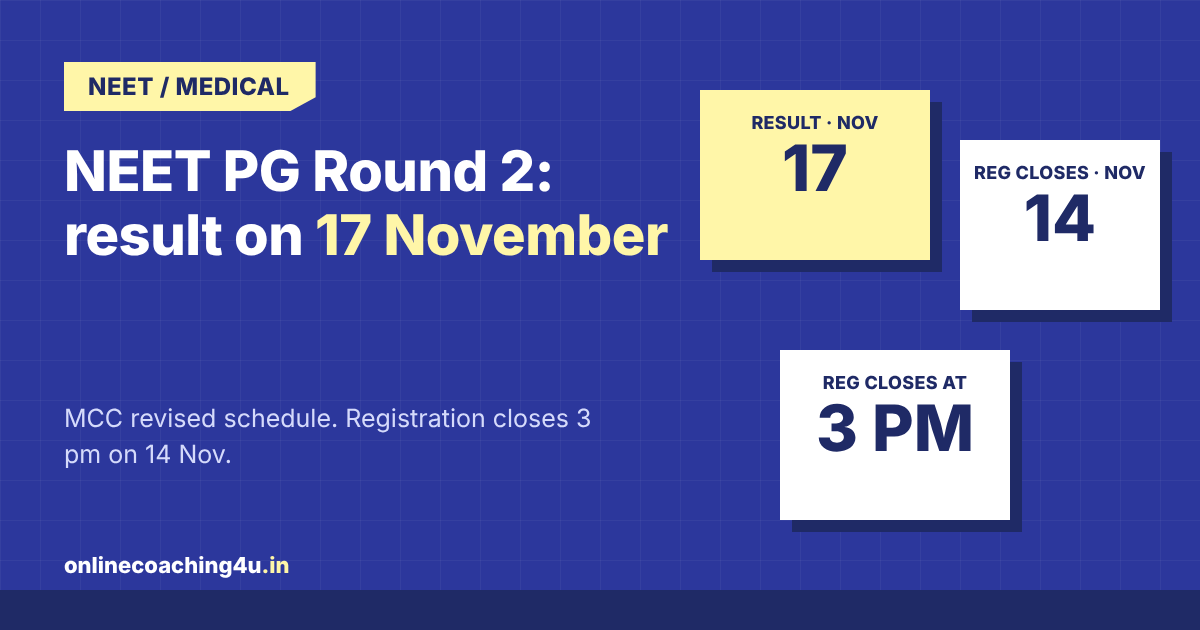 NEET / MEDICAL
NEET PG Round 2:
result on 17 November
MCC revised schedule. Registration closes 3
pm on 14 Nov.
onlinecoaching4u.in
RESULT · NOV
17
REG CLOSES · NOV
14
REG CLOSES AT
3 PM